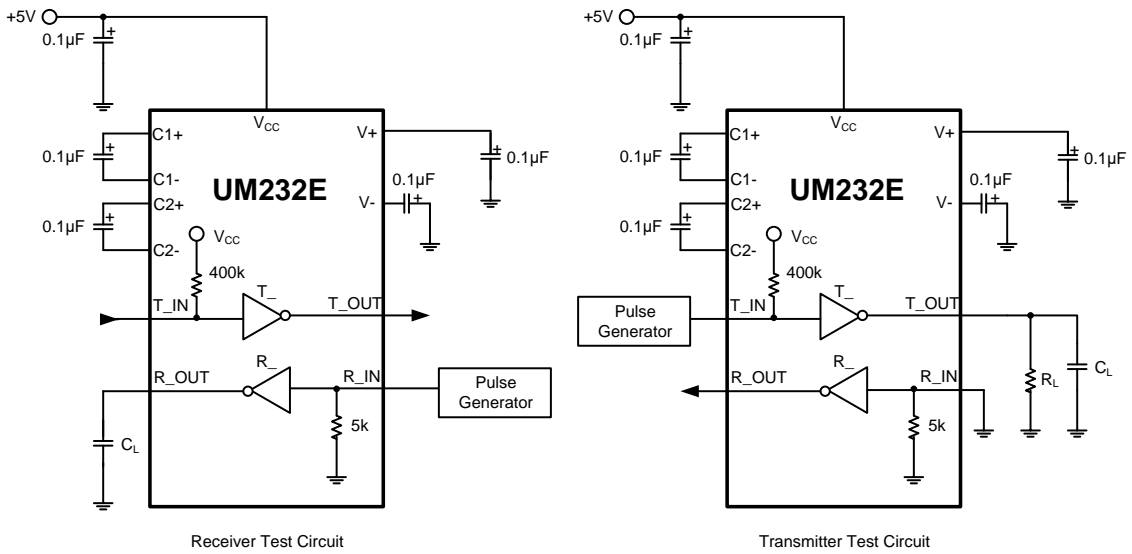 +5V
0.1µF
VCC
C1+
V+
0.1µF
0.1µF
C1-
UM232E
0.1µF
C2+
V-
0.1µF
C2-
VCC
400k
T_IN
T_
T_OUT
R_OUT
R_
R_IN
Pulse
Generator
5k
CL
Receiver Test Circuit
+5V
0.1µF
VCC
C1+
V+
0.1µF
0.1µF
C1-
UM232E
0.1µF
C2+
V-
0.1µF
C2-
VCC
400k
Pulse
Generator
T_IN
T_
T_OUT
R_OUT
R_
R_IN
RL
CL
5k
Transmitter Test Circuit